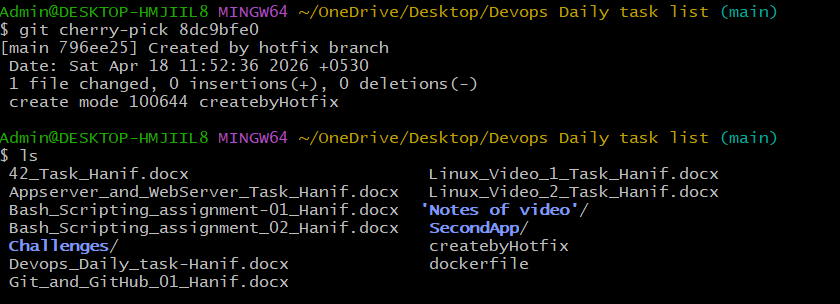 Admin@DESKTOP-HMJIIL8 MINGW64 ~/OneDrive/Desktop/Devops Daily task list (main)
$ git cherry-pick 8dc9bfe0
[main 796ee25] Created by hotfix branch
 Date: Sat Apr 18 11:52:36 2026 +0530
 1 file changed, 0 insertions(+), 0 deletions(-)
 create mode 100644 createbyHotfix

Admin@DESKTOP-HMJIIL8 MINGW64 ~/OneDrive/Desktop/Devops Daily task list (main)
$ ls
 42_Task_Hanif.docx                        Linux_Video_1_Task_Hanif.docx
 Appserver_and_WebServer_Task_Hanif.docx   Linux_Video_2_Task_Hanif.docx
 Bash_Scripting_assignment-01_Hanif.docx  'Notes of video'/
 Bash_Scripting_assignment_02_Hanif.docx   SecondApp/
 Challenges/                               createbyHotfix
 Devops_Daily_task-Hanif.docx              dockerfile
 Git_and_GitHub_01_Hanif.docx